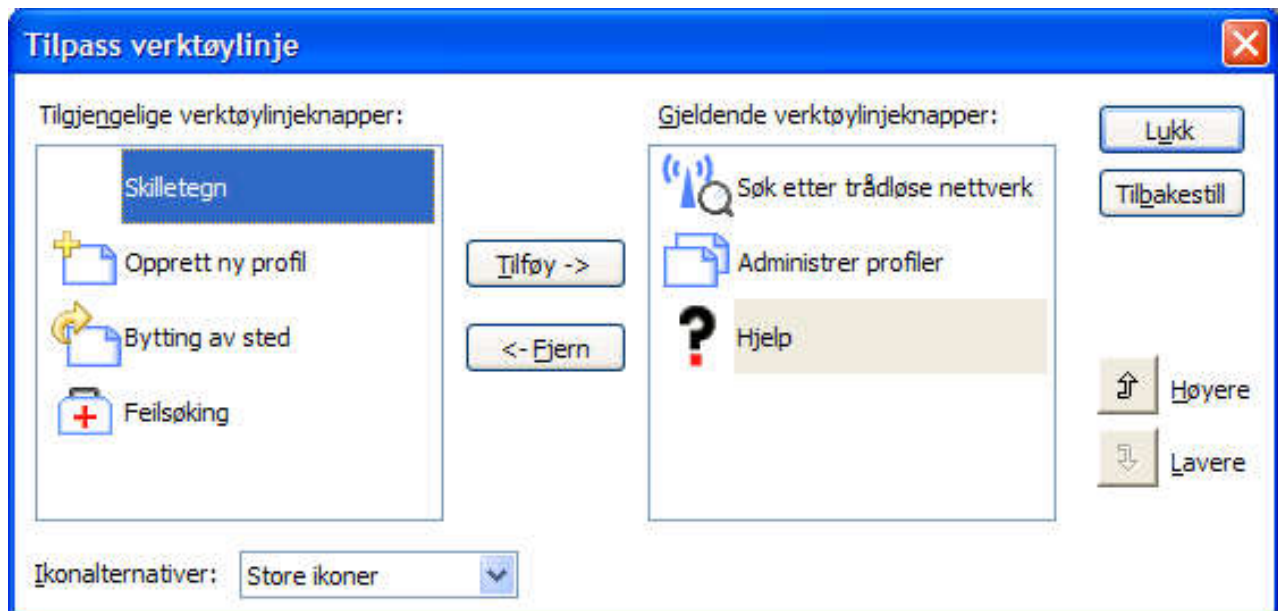 Tilpass verktøylinje
Tilgjengelige verktøylinjeknapper:
Skilletegn
Opprett ny profil
Bytting av sted
Feilsøking
Tilføy ->
<- Fjern
Gjeldende verktøylinjeknapper:
Søk etter trådløse nettverk
Administrer profiler
Hjelp
Lukk
Tilbakestill
Høyere
Lavere
Ikonalternativer:
Store ikoner